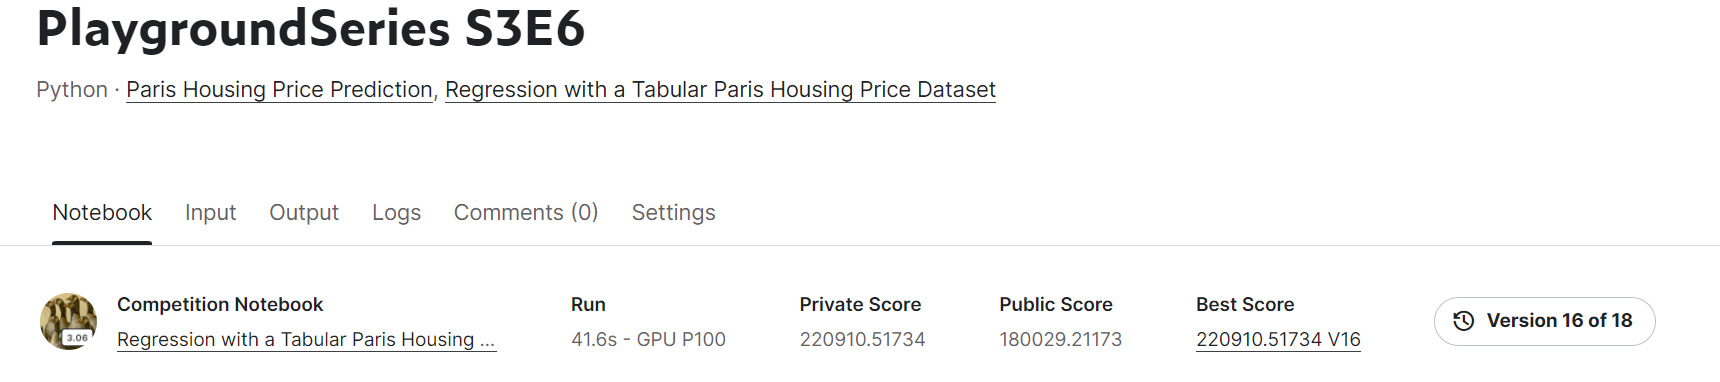 PlaygroundSeries S3E6
Python · Paris Housing Price Prediction, Regression with a Tabular Paris Housing Price Dataset
Notebook Input Output Logs Comments (0) Settings
Competition Notebook Run Private Score Public Score Best Score
Regression with a Tabular Paris Housing ... 41.6s - GPU P100 220910.51734 180029.21173 220910.51734 V16
3.06
Version 16 of 18